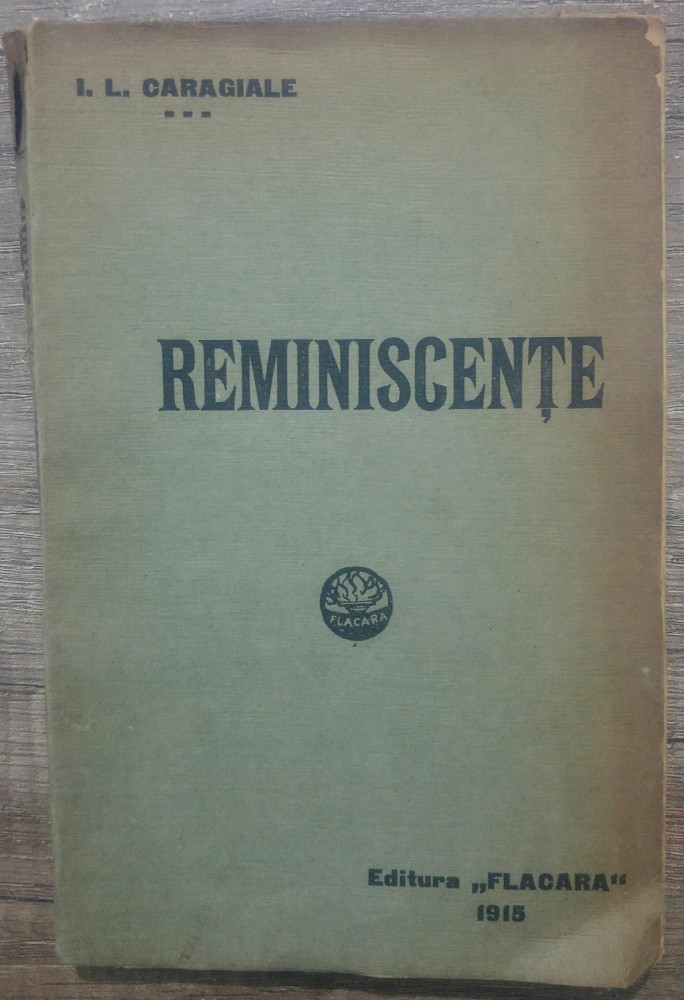 I. L. CARAGIALE
REMINISCENȚE
FLACARA
Editura „FLACARA“
1915